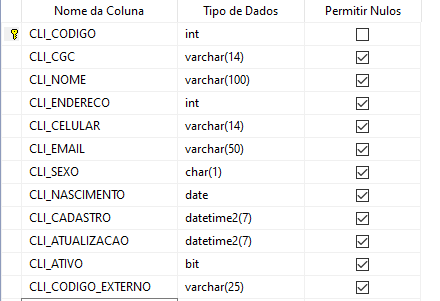 Nome da Coluna Tipo de Dados Permitir Nulos
CLI_CODIGO int
CLI_CGC varchar(14)
CLI_NOME varchar(100)
CLI_ENDERECO int
CLI_CELULAR varchar(14)
CLI_EMAIL varchar(50)
CLI_SEXO char(1)
CLI_NASCIMENTO date
CLI_CADASTRO datetime2(7)
CLI_ATUALIZACAO datetime2(7)
CLI_ATIVO bit
CLI_CODIGO_EXTERNO varchar(25)